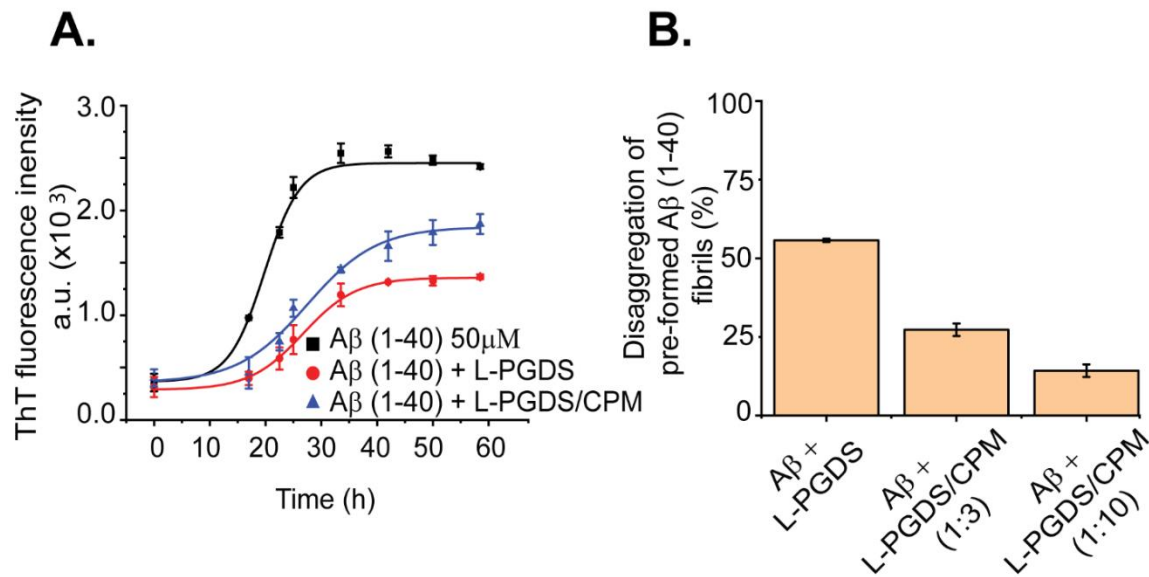 A.
ThT fluorescence inensity
a.u. (x10 3)
3.0
2.0
1.0
0.0
0 10 20 30 40 50 60
Time (h)
Aβ (1-40) 50μM
Aβ (1-40) + L-PGDS
Aβ (1-40) + L-PGDS/CPM
B.
Disaggregation of
pre-formed Aβ (1-40)
fibrils (%)
100
75
50
25
0
Aβ +
L-PGDS
Aβ +
L-PGDS/CPM
(1:3)
Aβ +
L-PGDS/CPM
(1:10)